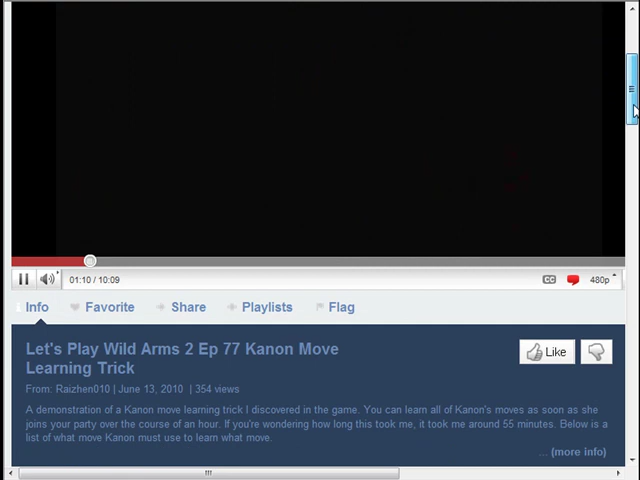 01:10 / 10:09 CC 480p
Info Favorite Share Playlists Flag
Let's Play Wild Arms 2 Ep 77 Kanon Move
Learning Trick
Like
From: Raizhen010 | June 13, 2010 | 354 views
A demonstration of a Kanon move learning trick I discovered in the game. You can learn all of Kanon's moves as soon as she
joins your party over the course of an hour. If you're wondering how long this took me, it took me around 55 minutes. Below is a
list of what move Kanon must use to learn what move.
... (more info)